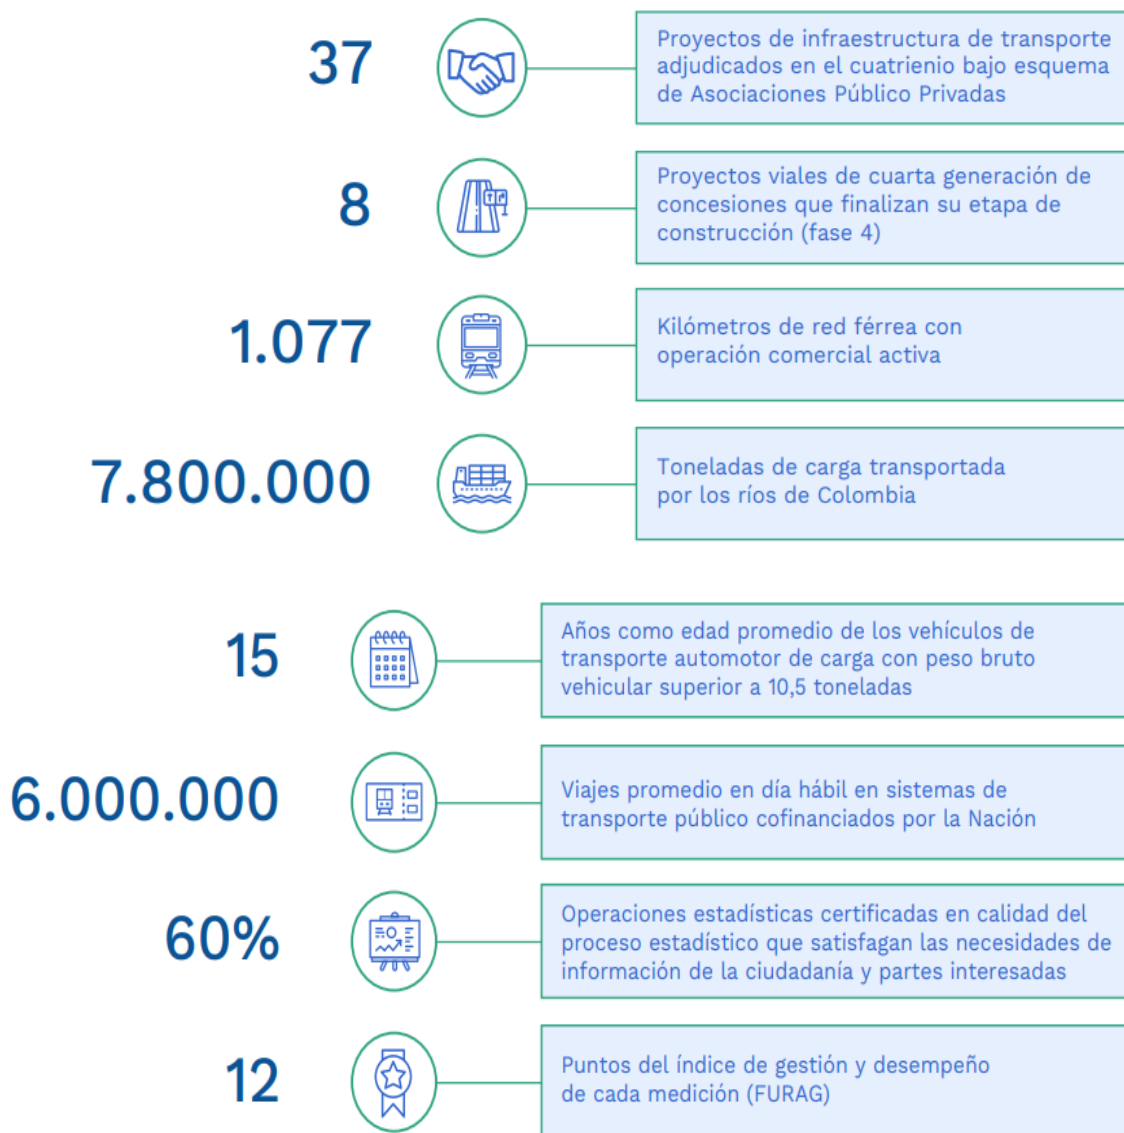 37
Proyectos de infraestructura de transporte
adjudicados en el cuatrienio bajo esquema
de Asociaciones Público Privadas
8
Proyectos viales de cuarta generación de
concesiones que finalizan su etapa de
construcción (fase 4)
1.077
Kilómetros de red férrea con
operación comercial activa
7.800.000
Toneladas de carga transportada
por los ríos de Colombia
15
Años como edad promedio de los vehículos de
transporte automotor de carga con peso bruto
vehicular superior a 10,5 toneladas
6.000.000
Viajes promedio en día hábil en sistemas de
transporte público cofinanciados por la Nación
60%
Operaciones estadísticas certificadas en calidad del
proceso estadístico que satisfagan las necesidades de
información de la ciudadanía y partes interesadas
12
Puntos del índice de gestión y desempeño
de cada medición (FURAG)